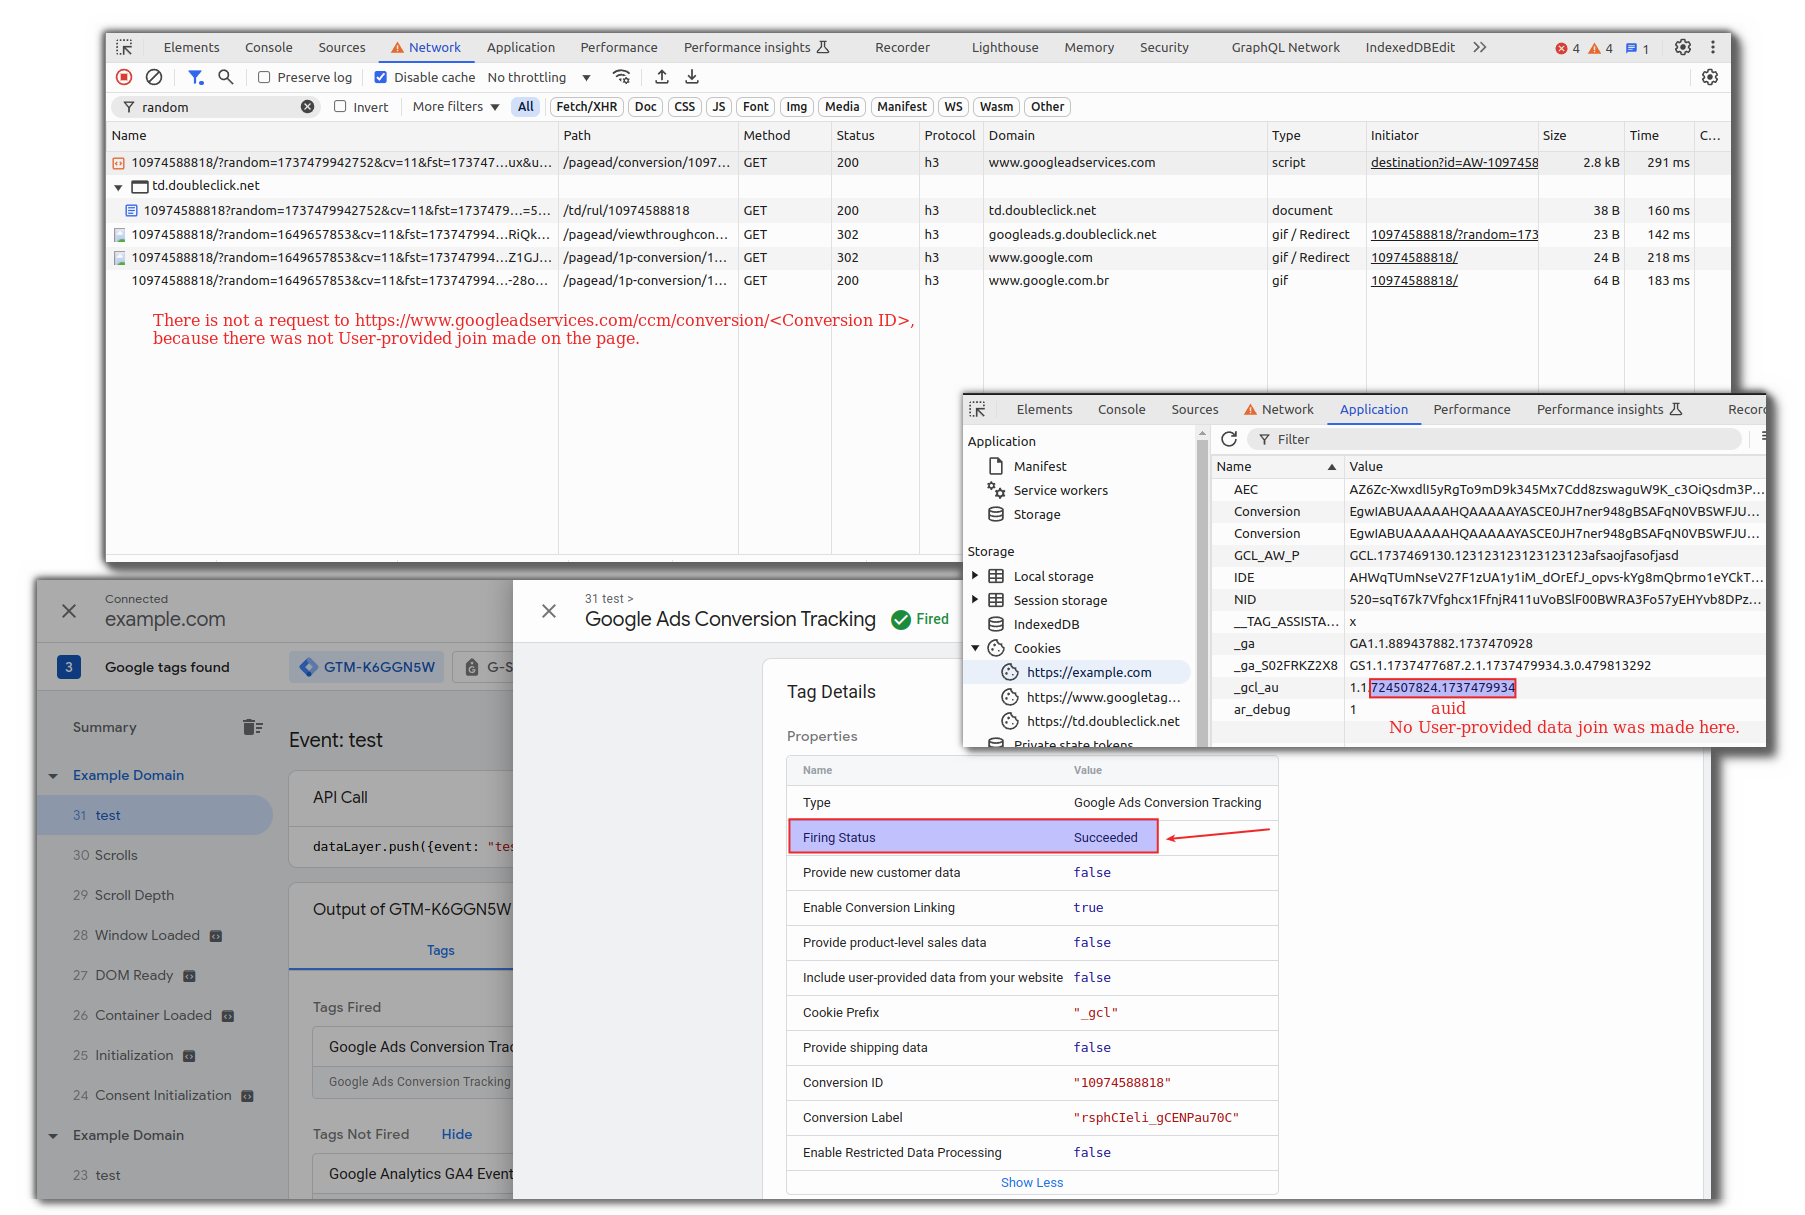 Elements Console Sources Network Application Performance Performance insights Recorder Lighthouse Memory Security GraphQL Network IndexedDBEdit 4 4 1
Preserve log Disable cache No throttling
random Invert More filters All Fetch/XHR Doc CSS JS Font Img Media Manifest WS Wasm Other
Name Path Method Status Protocol Domain Type Initiator Size Time C...
10974588818/?random=1737479942752&cv=11&fst=173747...ux&u... /pagead/conversion/1097... GET 200 h3 www.googleadservices.com script destination?id=AW-1097458 2.8 kB 291 ms
td.doubleclick.net
10974588818?random=1737479942752&cv=11&fst=1737479...=5... /td/rul/10974588818 GET 200 h3 td.doubleclick.net document 38 B 160 ms
10974588818/?random=1649657853&cv=11&fst=173747994...RiQk... /pagead/viewthroughcon... GET 302 h3 googleads.g.doubleclick.net gif / Redirect 10974588818/?random=173 23 B 142 ms
10974588818/?random=1649657853&cv=11&fst=173747994...Z1GJ... /pagead/1p-conversion/1... GET 302 h3 www.google.com gif / Redirect 10974588818/ 24 B 218 ms
10974588818/?random=1649657853&cv=11&fst=173747994...-28o... /pagead/1p-conversion/1... GET 200 h3 www.google.com.br gif 10974588818/ 64 B 183 ms
There is not a request to https://www.googleadservices.com/ccm/conversion/<Conversion ID>,
because there was not User-provided join made on the page.
Elements Console Sources Network Application Performance Performance insights Recor
Application
Manifest
Service workers
Storage
Storage
Local storage
Session storage
IndexedDB
Cookies
https://example.com
https://www.googletag...
https://td.doubleclick.net
Private state tokens
Filter
Name Value
AEC AZ6Zc-XwxdlI5yRgTo9mD9k345Mx7Cdd8zswaguW9K_c3OiQsdm3P...
Conversion EgwIABUAAAAAHQAAAAAYASCE0JH7ner948gBSAFqN0VBSWFJU...
Conversion EgwIABUAAAAAHQAAAAAYASCE0JH7ner948gBSAFqN0VBSWFJU...
GCL_AW_P GCL.1737469130.123123123123123123afsaojfasofjasd
IDE AHWqTUmNseV27F1zUA1y1iM_dOrEfJ_opvs-kYg8mQbrmo1eYCkT...
NID 520=sqT67k7Vfghcx1FfnjR411uVoBSlF00BWRA3Fo57yEHYvb8DPz...
__TAG_ASSISTA... x
_ga GA1.1.889437882.1737470928
_ga_S02FRKZ2X8 GS1.1.1737477687.2.1.1737479934.3.0.479813292
_gcl_au 1.1.724507824.1737479934
ar_debug 1
auid
No User-provided data join was made here.
Connected
example.com
3 Google tags found GTM-K6GGN5W G-S
Summary
Example Domain
31 test
30 Scrolls
29 Scroll Depth
28 Window Loaded
27 DOM Ready
26 Container Loaded
25 Initialization
24 Consent Initialization
Example Domain
23 test
Event: test
API Call
dataLayer.push({event: "tes
Output of GTM-K6GGN5W
Tags
Tags Fired
Google Ads Conversion Trac
Google Ads Conversion Tracking
Tags Not Fired Hide
Google Analytics GA4 Event
31 test >
Google Ads Conversion Tracking Fired
Tag Details
Properties
Name Value
Type Google Ads Conversion Tracking
Firing Status Succeeded
Provide new customer data false
Enable Conversion Linking true
Provide product-level sales data false
Include user-provided data from your website false
Cookie Prefix "_gcl"
Provide shipping data false
Conversion ID "10974588818"
Conversion Label "rsphCIeli_gCENPau70C"
Enable Restricted Data Processing false
Show Less